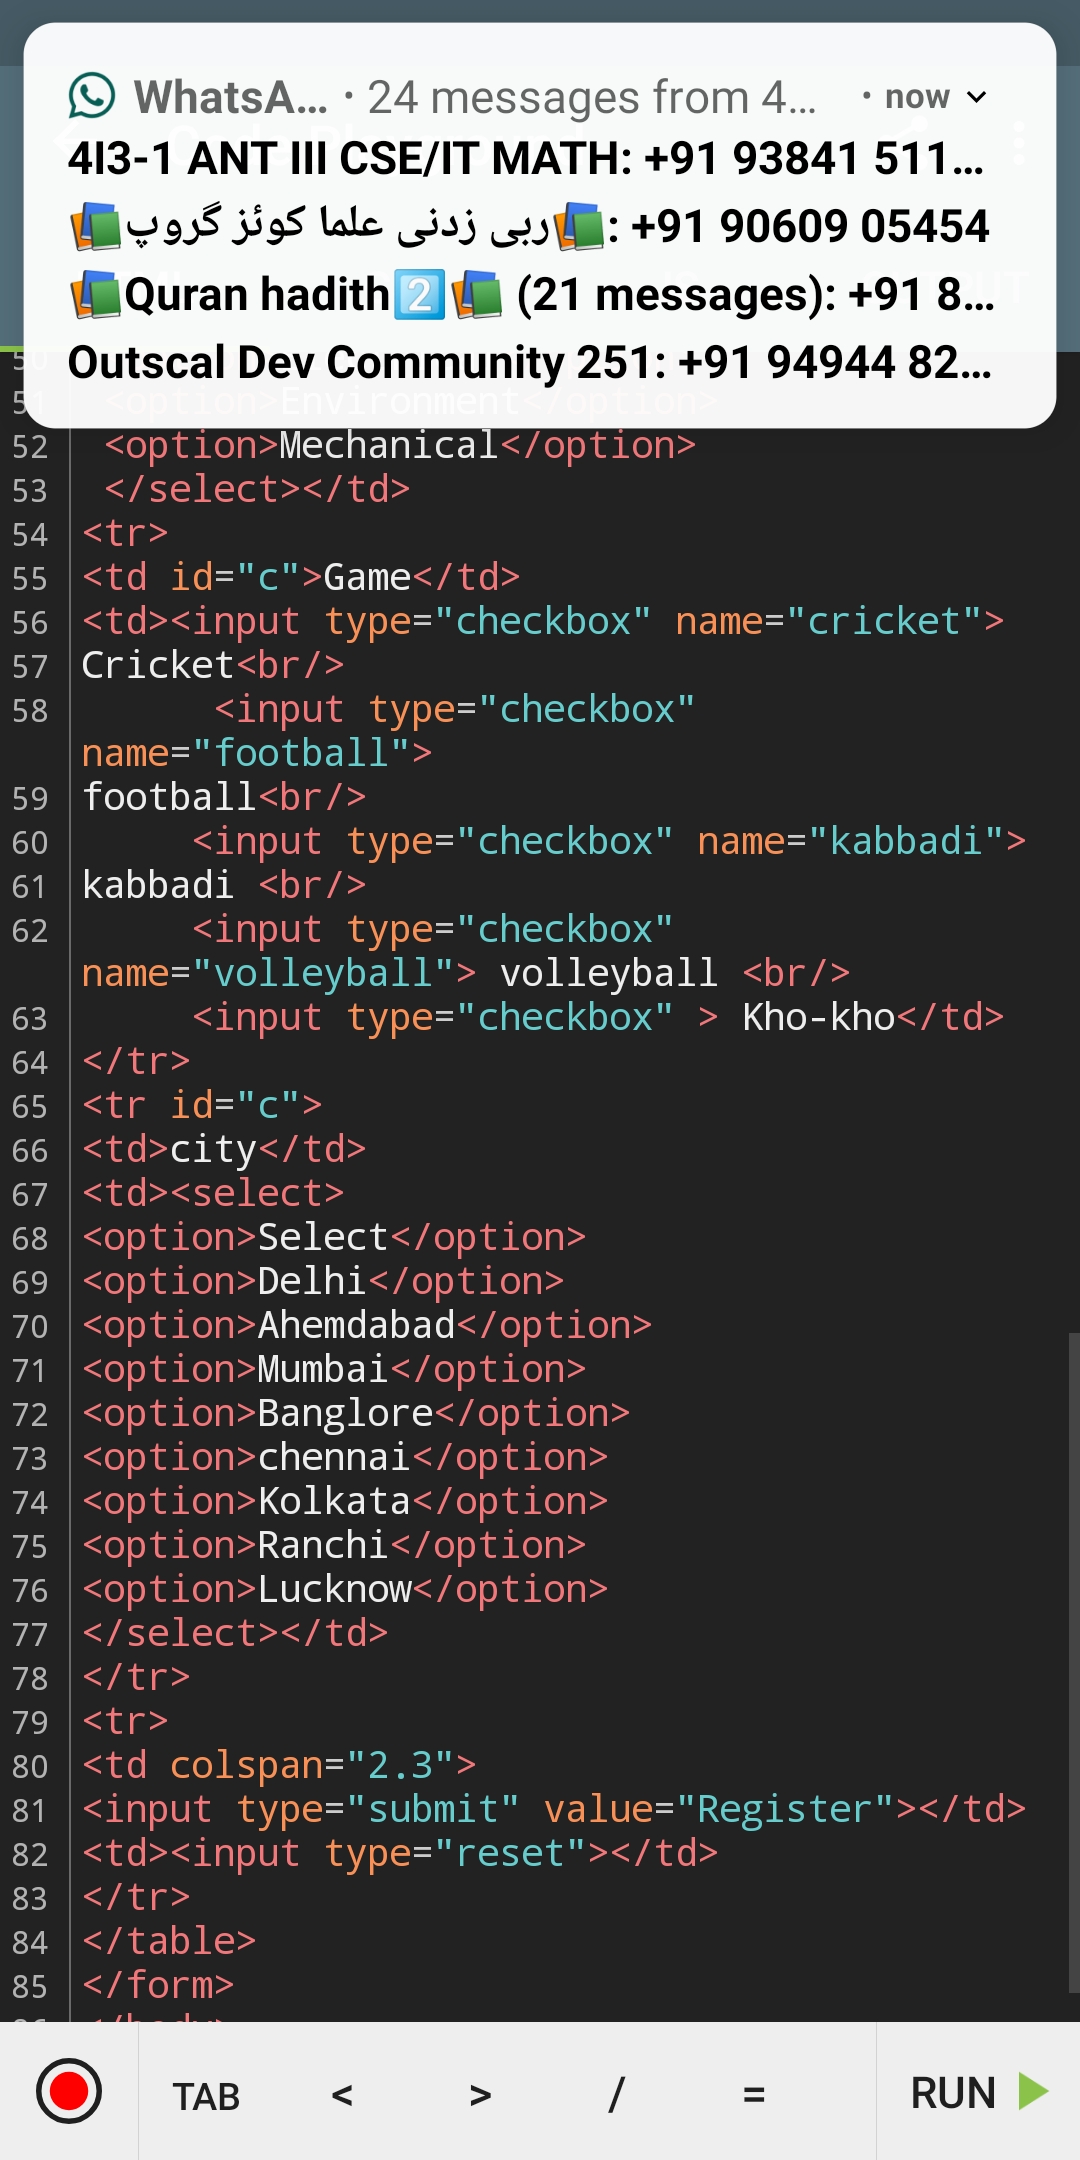 WhatsA... · 24 messages from 4... · now
4I3-1 ANT III CSE/IT MATH: +91 93841 511...
ربی زدنی علما کوئز گروپ: +91 90609 05454
Quran hadith2 (21 messages): +91 8...
Outscal Dev Community 251: +91 94944 82...
50
51 <option>Environment</option>
52 <option>Mechanical</option>
53 </select></td>
54 <tr>
55 <td id="c">Game</td>
56 <td><input type="checkbox" name="cricket">
57 Cricket<br/>
58 <input type="checkbox"
name="football">
59 football<br/>
60 <input type="checkbox" name="kabbadi">
61 kabbadi <br/>
62 <input type="checkbox"
name="volleyball"> volleyball <br/>
63 <input type="checkbox" > Kho-kho</td>
64 </tr>
65 <tr id="c">
66 <td>city</td>
67 <td><select>
68 <option>Select</option>
69 <option>Delhi</option>
70 <option>Ahemdabad</option>
71 <option>Mumbai</option>
72 <option>Banglore</option>
73 <option>chennai</option>
74 <option>Kolkata</option>
75 <option>Ranchi</option>
76 <option>Lucknow</option>
77 </select></td>
78 </tr>
79 <tr>
80 <td colspan="2.3">
81 <input type="submit" value="Register"></td>
82 <td><input type="reset"></td>
83 </tr>
84 </table>
85 </form>
TAB < > / = RUN